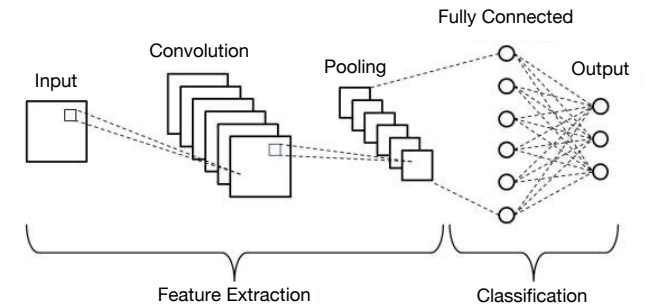 Fully Connected
Convolution
Input
Pooling
Output
Feature Extraction
Classification